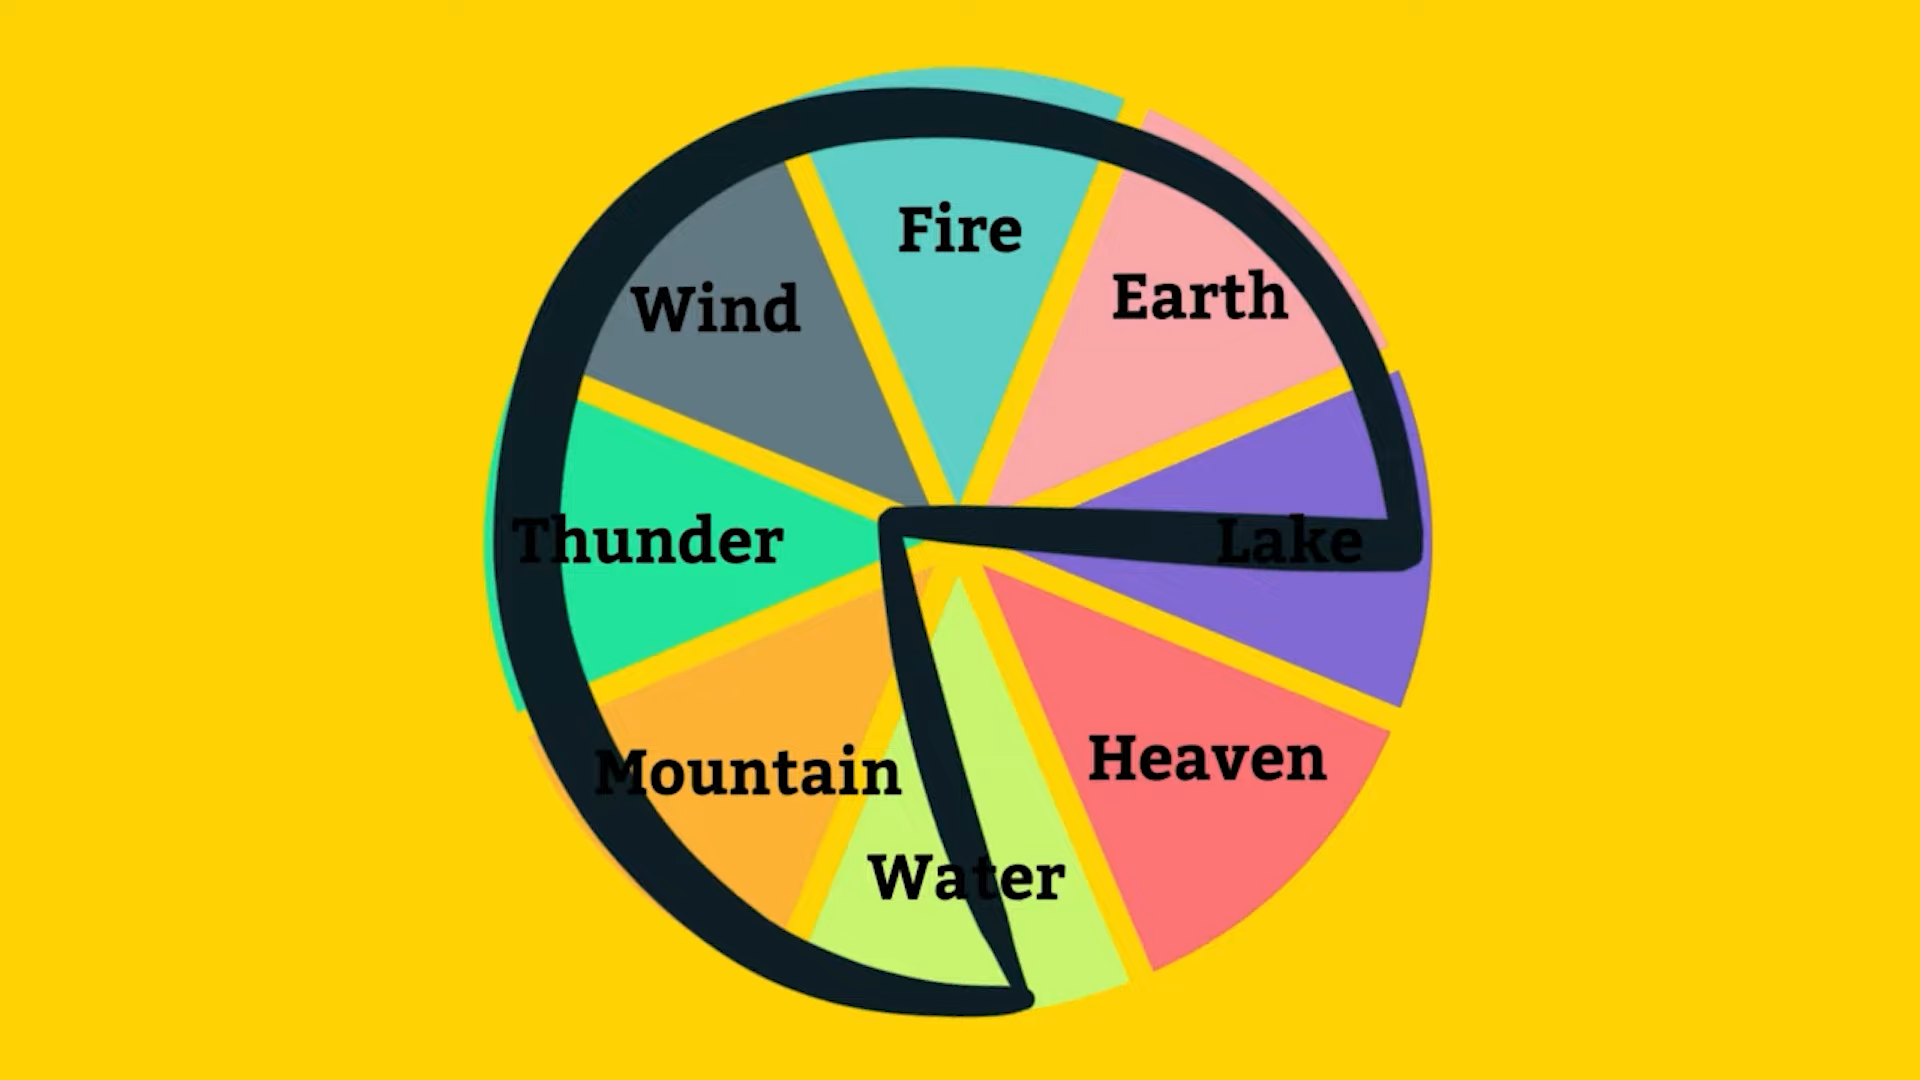 Fire
Earth
Wind
Thunder
Lake
Mountain
Heaven
Water